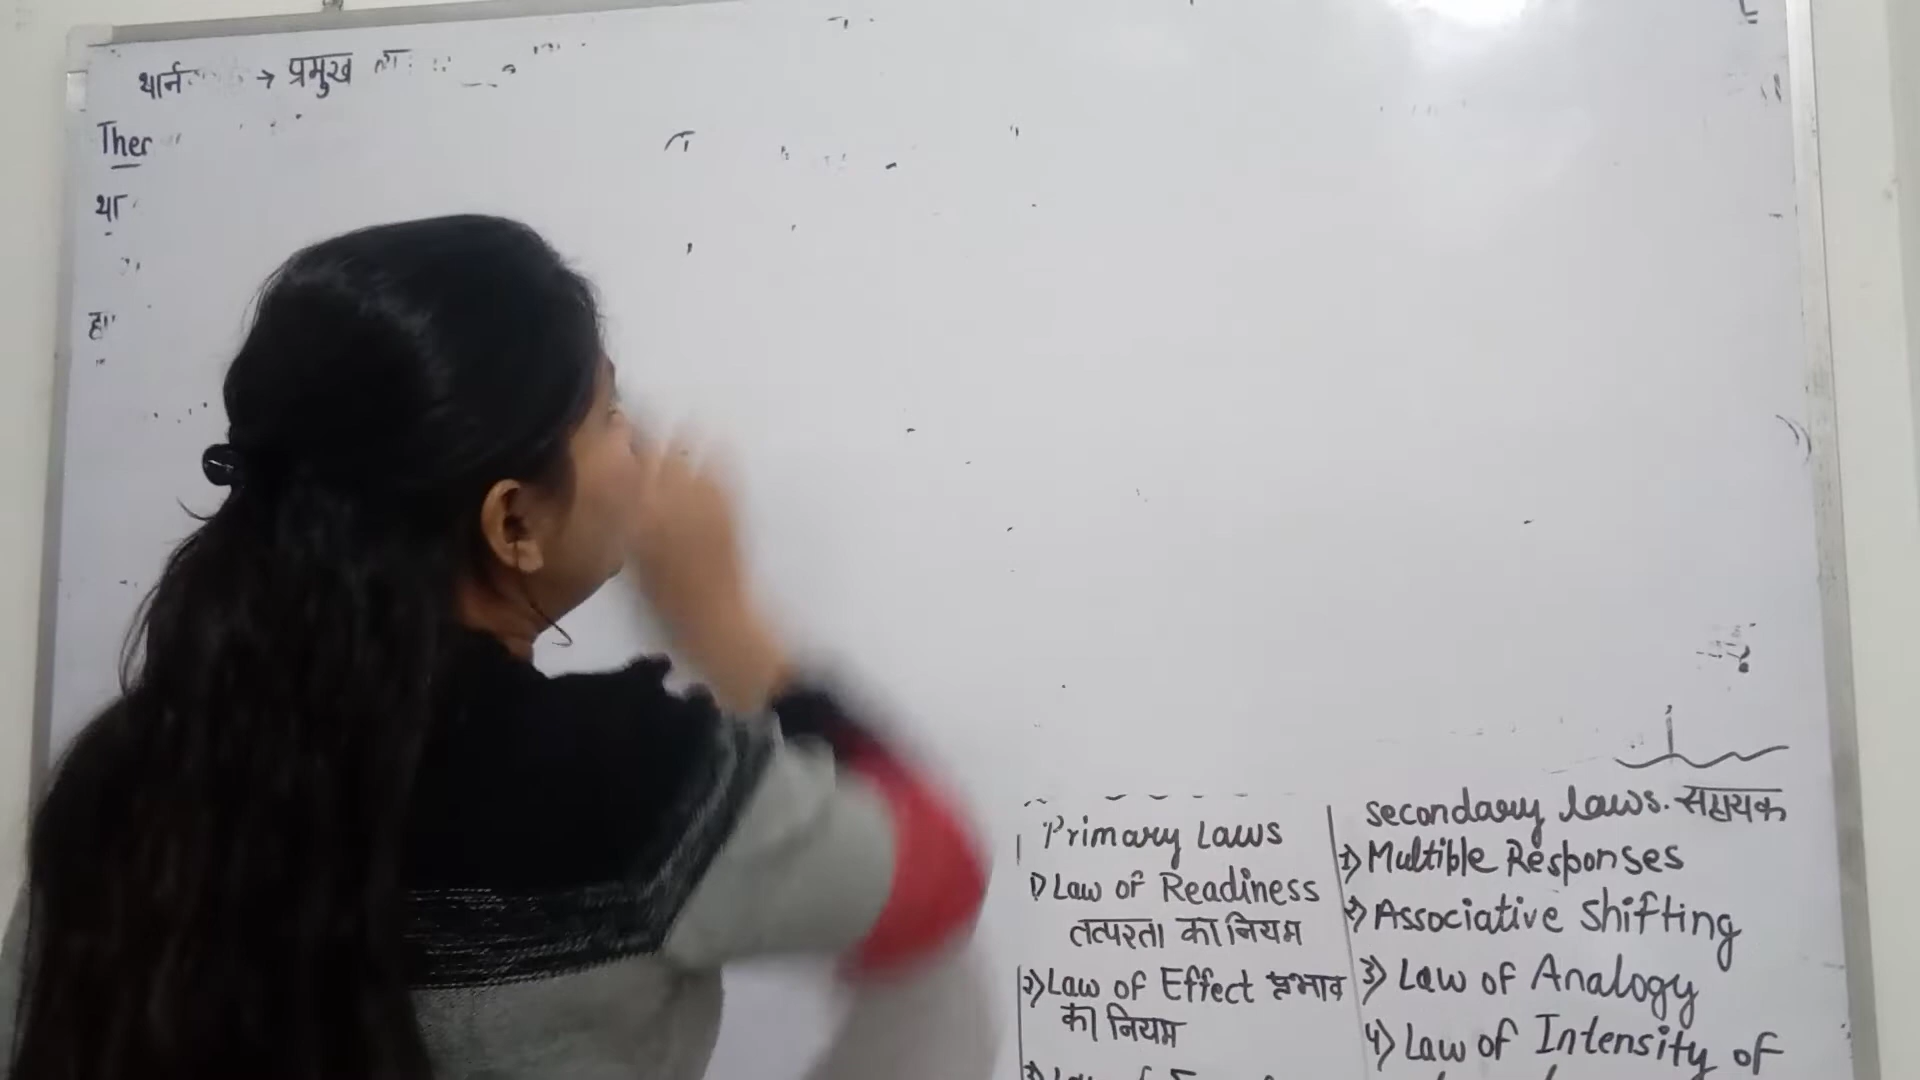 थार्न → प्रमुख
Ther
था
Primary Laws
1) Law of Readiness
तत्परता का नियम
2) Law of Effect प्रभाव
का नियम
secondary laws. सहायक
1) Multible Responses
2) Associative shifting
3) Law of Analogy
4) Law of Intensity of